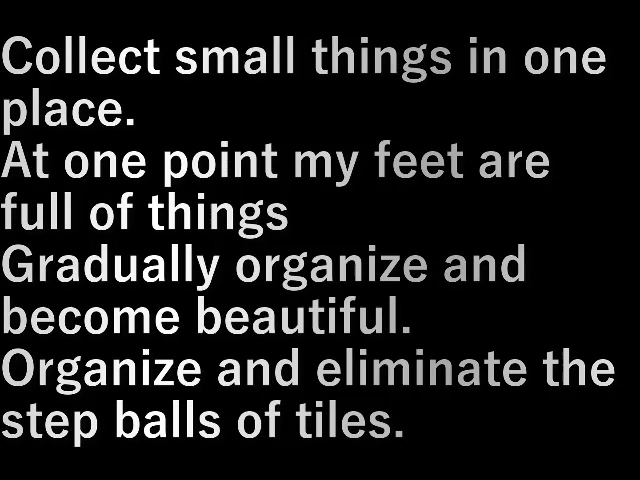 Collect small things in one
place.
At one point my feet are
full of things
Gradually organize and
become beautiful.
Organize and eliminate the
step balls of tiles.